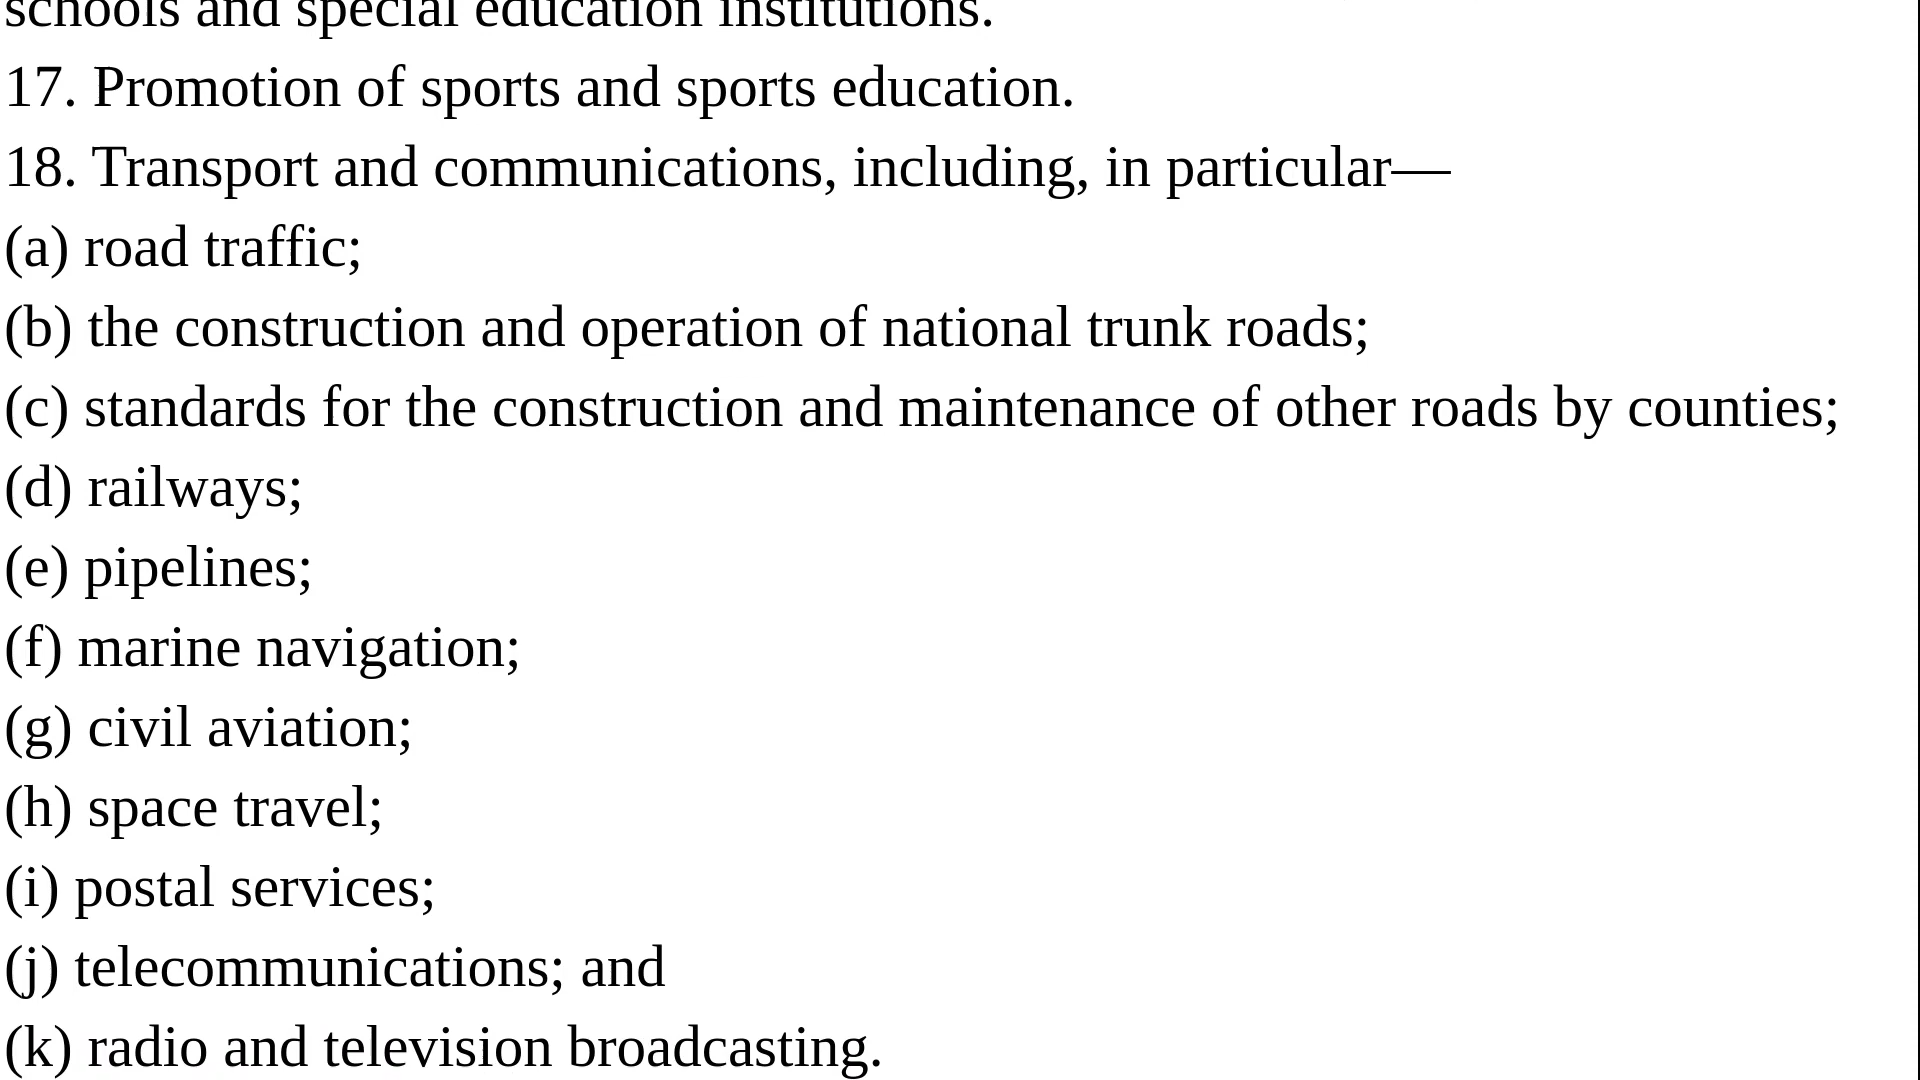 schools and special education institutions.
17. Promotion of sports and sports education.
18. Transport and communications, including, in particular—
(a) road traffic;
(b) the construction and operation of national trunk roads;
(c) standards for the construction and maintenance of other roads by counties;
(d) railways;
(e) pipelines;
(f) marine navigation;
(g) civil aviation;
(h) space travel;
(i) postal services;
(j) telecommunications; and
(k) radio and television broadcasting.